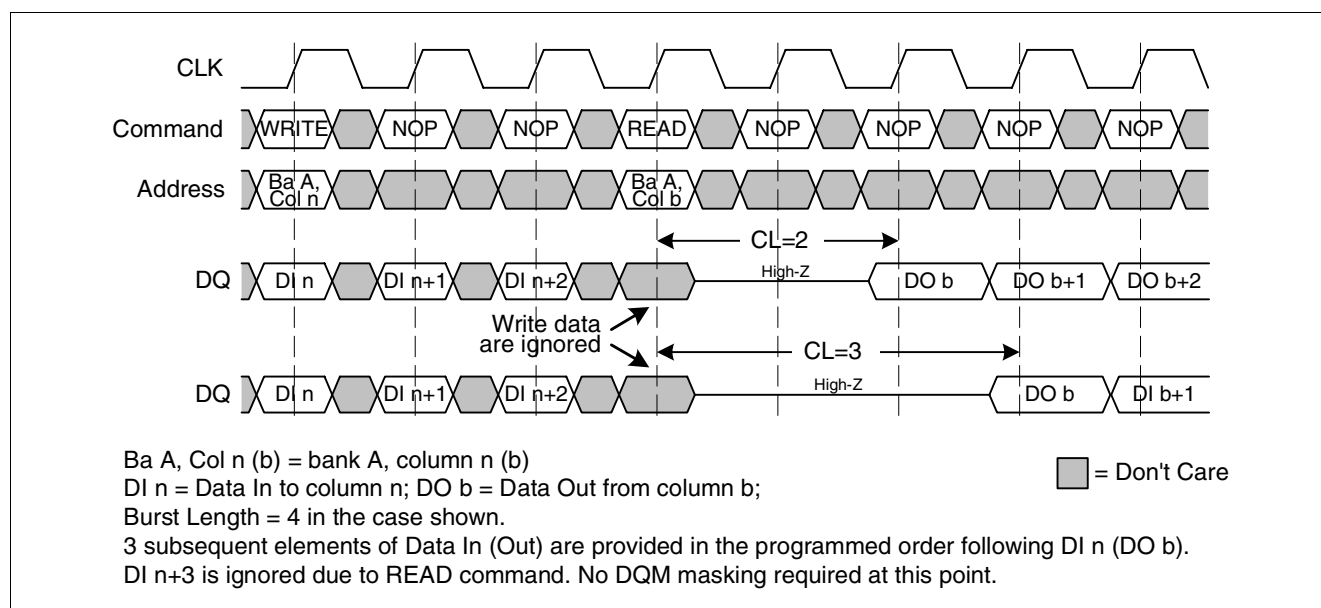 CLK
Command WRITE NOP NOP READ NOP NOP NOP NOP
Address Ba A, Col n Ba A, Col b
CL=2
High-Z
DQ DI n DI n+1 DI n+2 DO b DO b+1 DO b+2
Write data
are ignored
CL=3
High-Z
DQ DI n DI n+1 DI n+2 DO b DI b+1
Ba A, Col n (b) = bank A, column n (b)
= Don't Care
DI n = Data In to column n; DO b = Data Out from column b;
Burst Length = 4 in the case shown.
3 subsequent elements of Data In (Out) are provided in the programmed order following DI n (DO b).
DI n+3 is ignored due to READ command. No DQM masking required at this point.